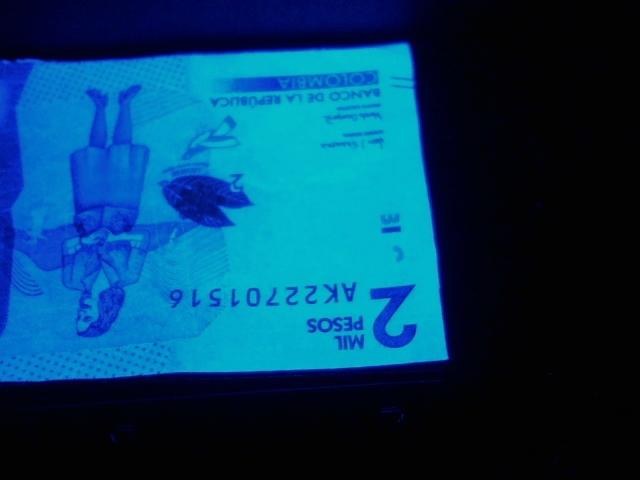 2 MIL
PESOS
AK22701516
2
BANCO DE LA REPÚBLICA
COLOMBIA